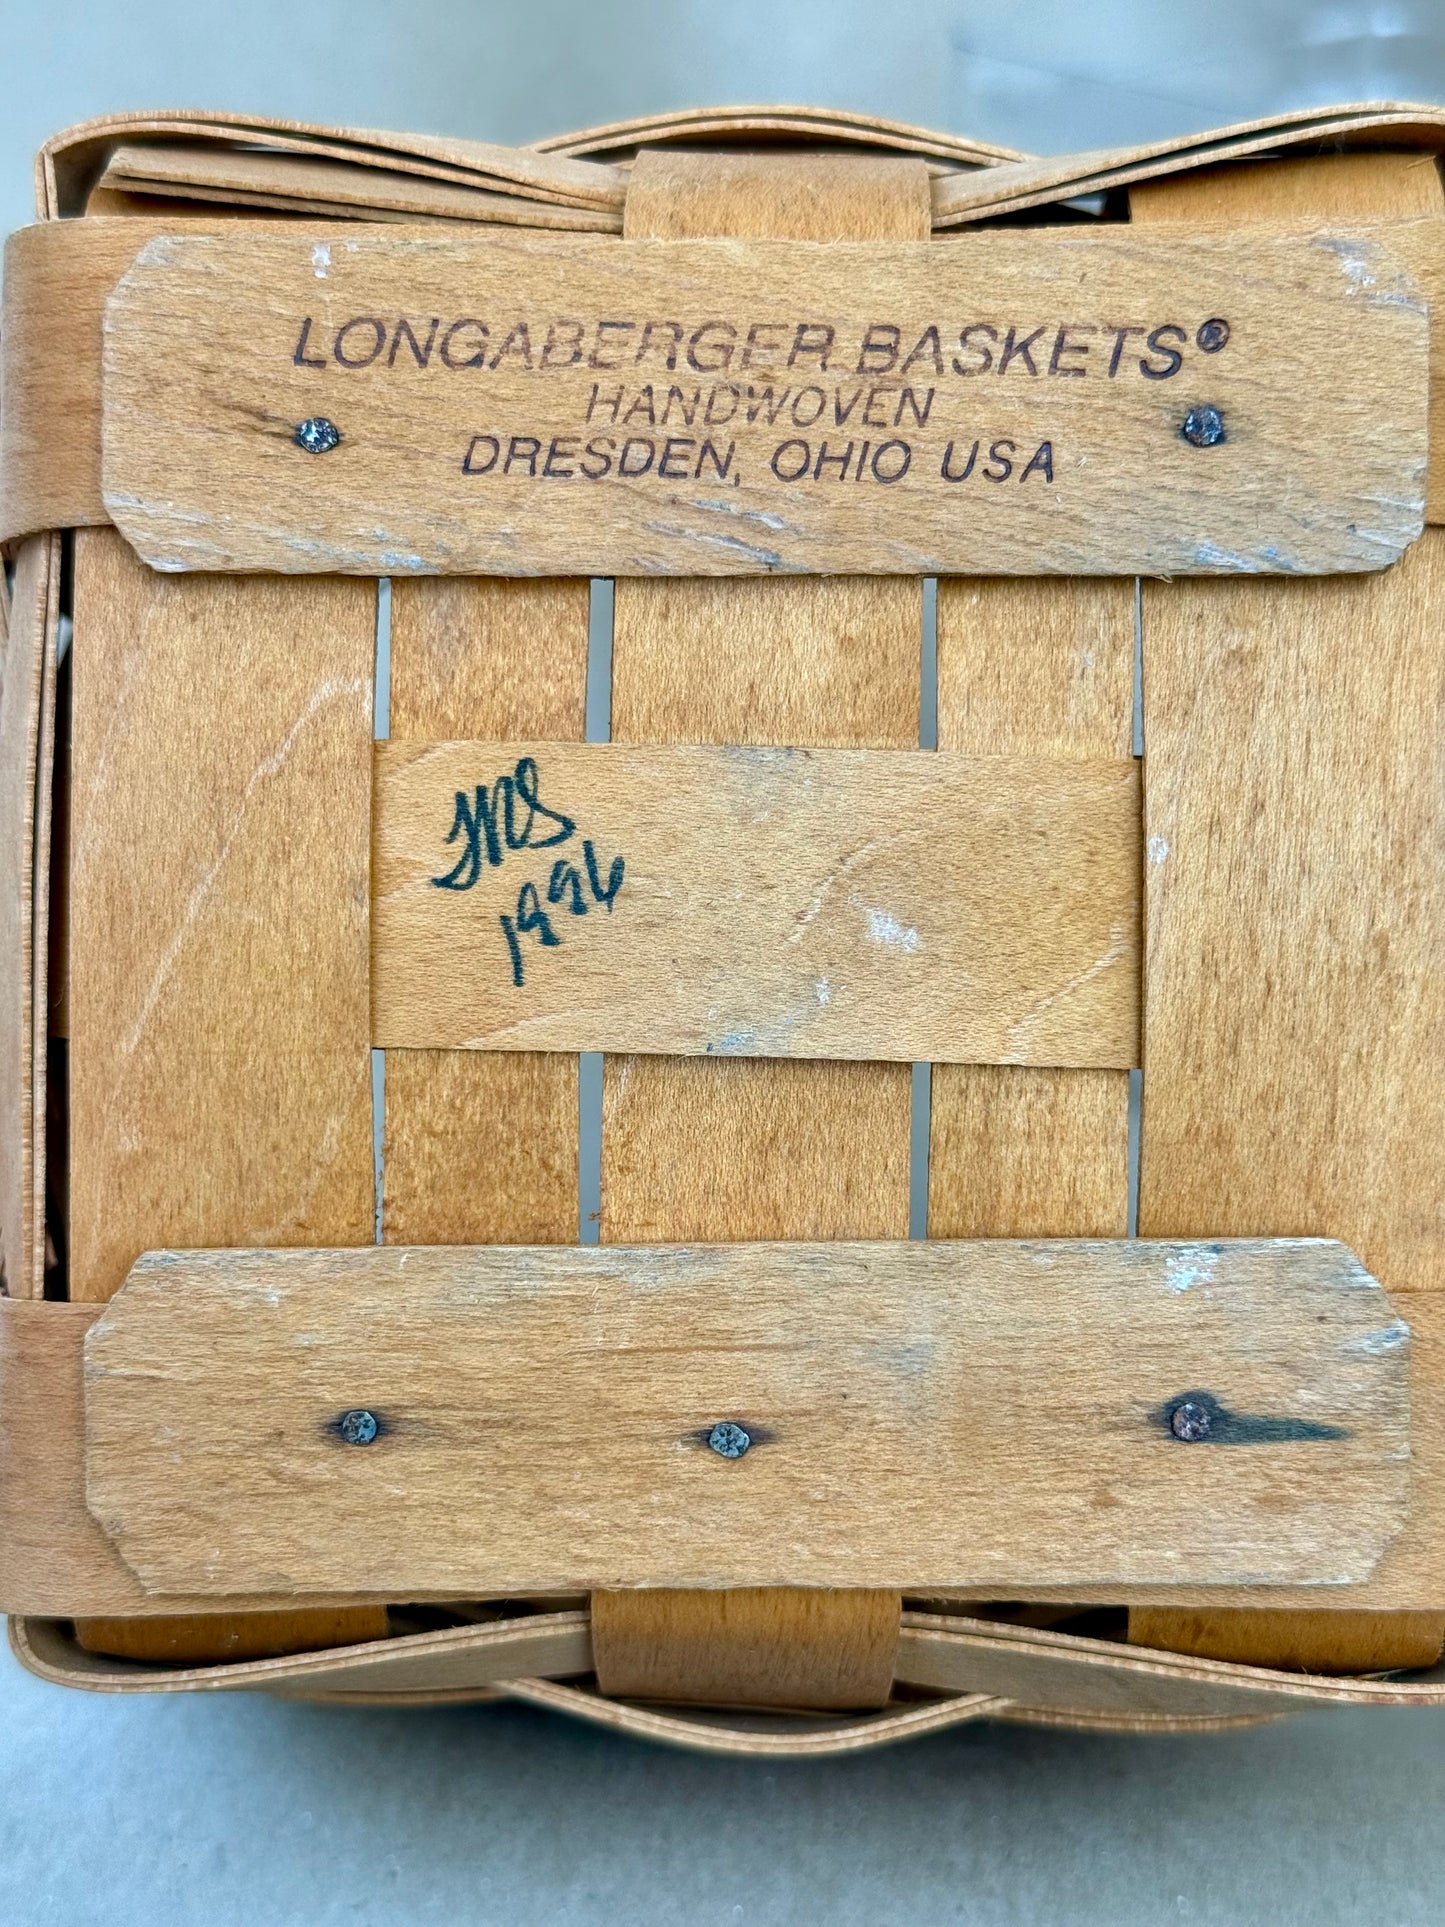 LONGABERGER BASKETS®
HANDWOVEN
DRESDEN, OHIO USA
1996